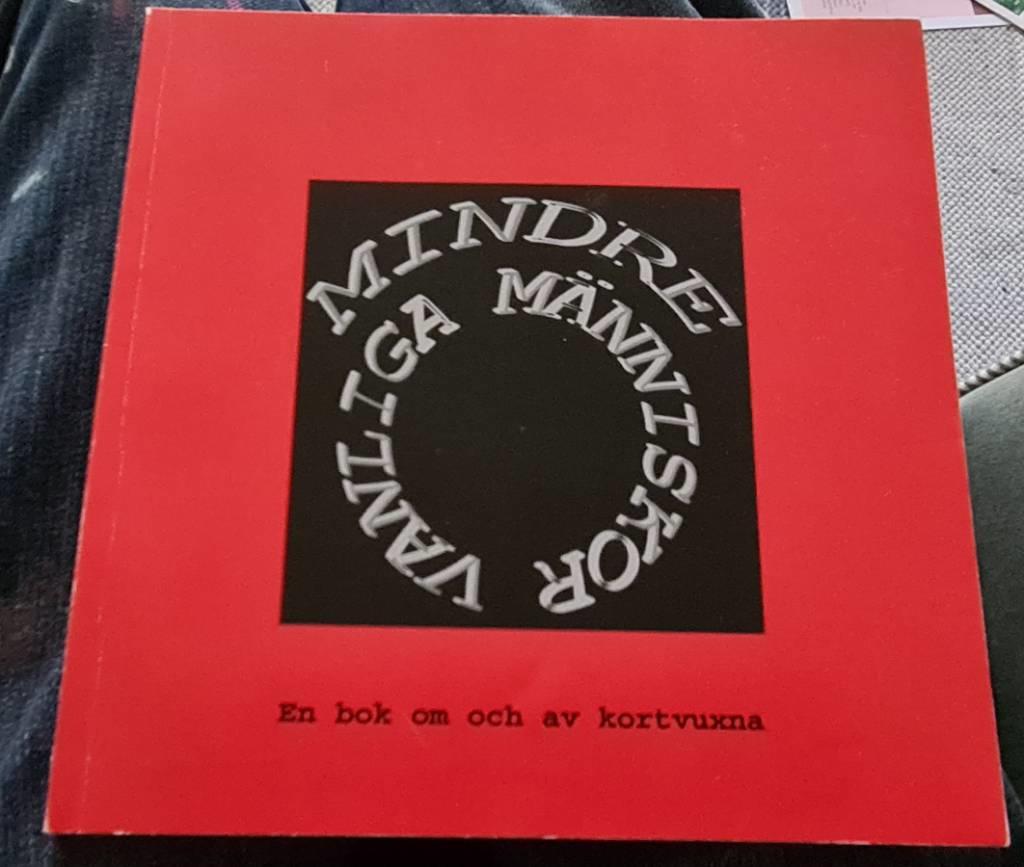 MINDRE
VANLIGA MÄNNISKOR
En bok om och av kortvuxna